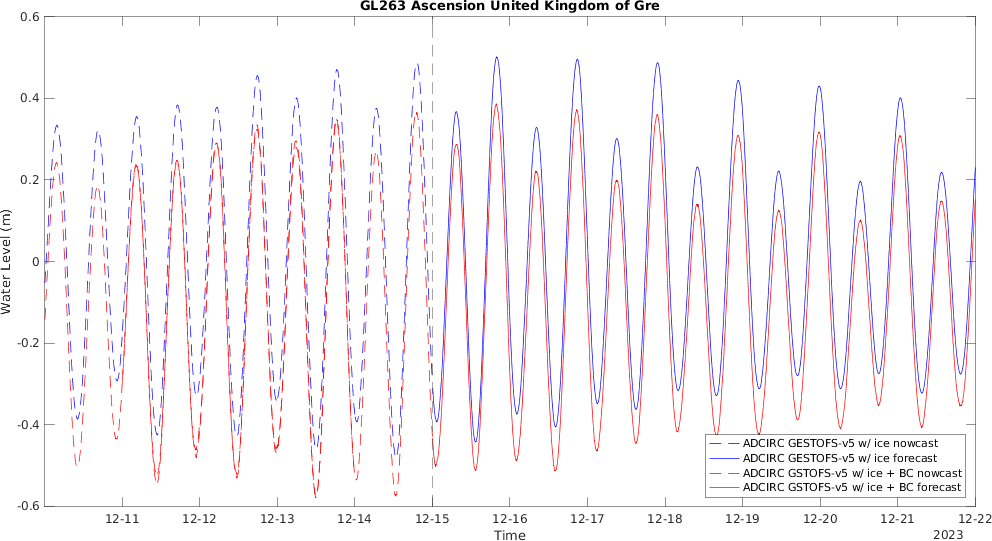 GL263 Ascension United Kingdom of Gre
0.6
0.4
0.2
0
-0.2
-0.4
-0.6
Water Level (m)
12-11 12-12 12-13 12-14 12-15 12-16 12-17 12-18 12-19 12-20 12-21 12-22
Time
2023
ADCIRC GESTOFS-v5 w/ ice nowcast
ADCIRC GESTOFS-v5 w/ ice forecast
ADCIRC GSTOFS-v5 w/ ice + BC nowcast
ADCIRC GSTOFS-v5 w/ ice + BC forecast